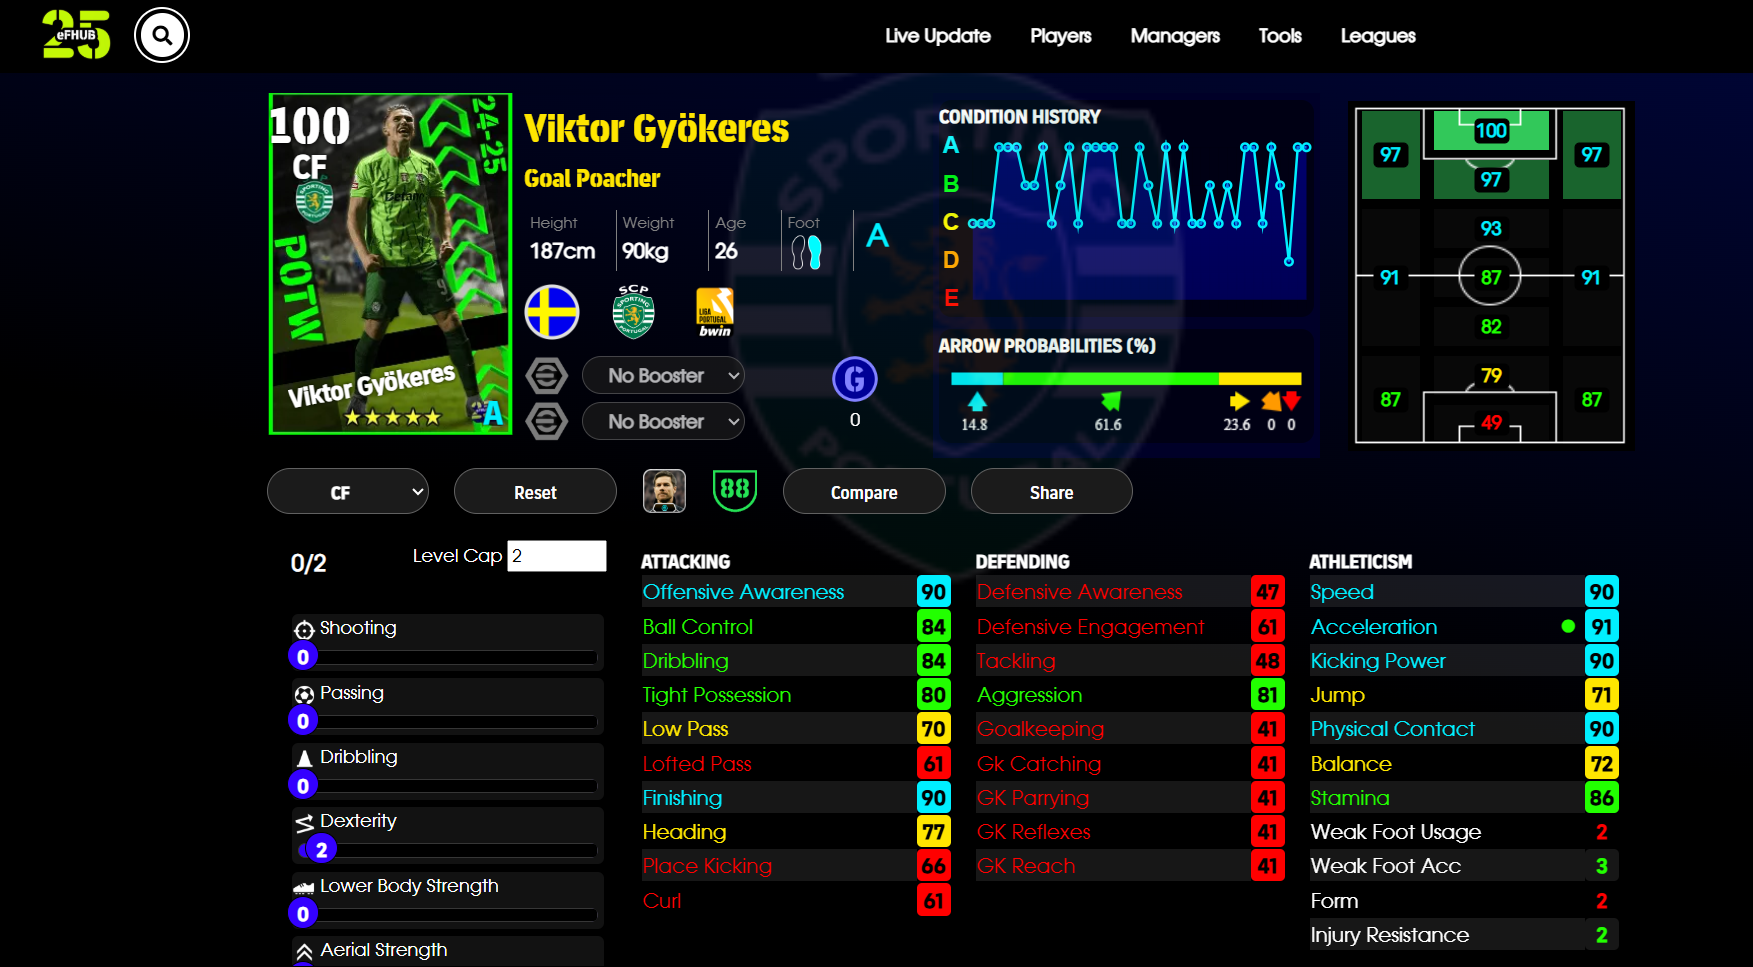 25
eFHUB
Live Update
Players
Managers
Tools
Leagues
100
CF
24-25
POTW
Viktor Gyökeres
A
Viktor Gyökeres
Goal Poacher
Height
187cm
Weight
90kg
Age
26
Foot
A
SCP
SPORTING
PORTUGAL
LIGA
PORTUGAL
bwin
No Booster
No Booster
G
0
CONDITION HISTORY
A
B
C
D
E
ARROW PROBABILITIES (%)
14.8
61.6
23.6
0
0
100
97
97
97
93
91
87
91
82
79
87
87
49
CF
Reset
88
Compare
Share
0/2
Level Cap
2
Shooting
0
Passing
0
Dribbling
0
Dexterity
2
Lower Body Strength
0
Aerial Strength
ATTACKING
Offensive Awareness 90
Ball Control 84
Dribbling 84
Tight Possession 80
Low Pass 70
Lofted Pass 61
Finishing 90
Heading 77
Place Kicking 66
Curl 61
DEFENDING
Defensive Awareness 47
Defensive Engagement 61
Tackling 48
Aggression 81
Goalkeeping 41
Gk Catching 41
GK Parrying 41
GK Reflexes 41
GK Reach 41
ATHLETICISM
Speed 90
Acceleration 91
Kicking Power 90
Jump 71
Physical Contact 90
Balance 72
Stamina 86
Weak Foot Usage 2
Weak Foot Acc 3
Form 2
Injury Resistance 2